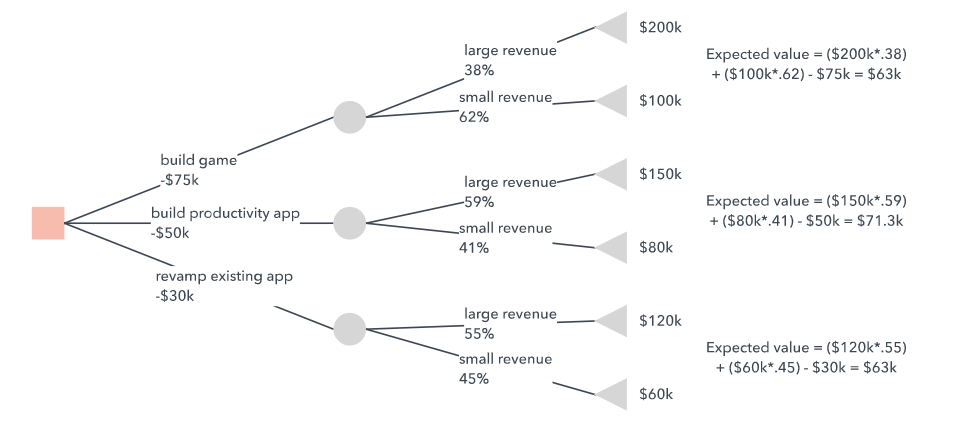 build game
-$75k
large revenue
38%
$200k
small revenue
62%
$100k
Expected value = ($200k*.38)
+ ($100k*.62) - $75k = $63k
build productivity app
-$50k
large revenue
59%
$150k
small revenue
41%
$80k
Expected value = ($150k*.59)
+ ($80k*.41) - $50k = $71.3k
revamp existing app
-$30k
large revenue
55%
$120k
small revenue
45%
$60k
Expected value = ($120k*.55)
+ ($60k*.45) - $30k = $63k